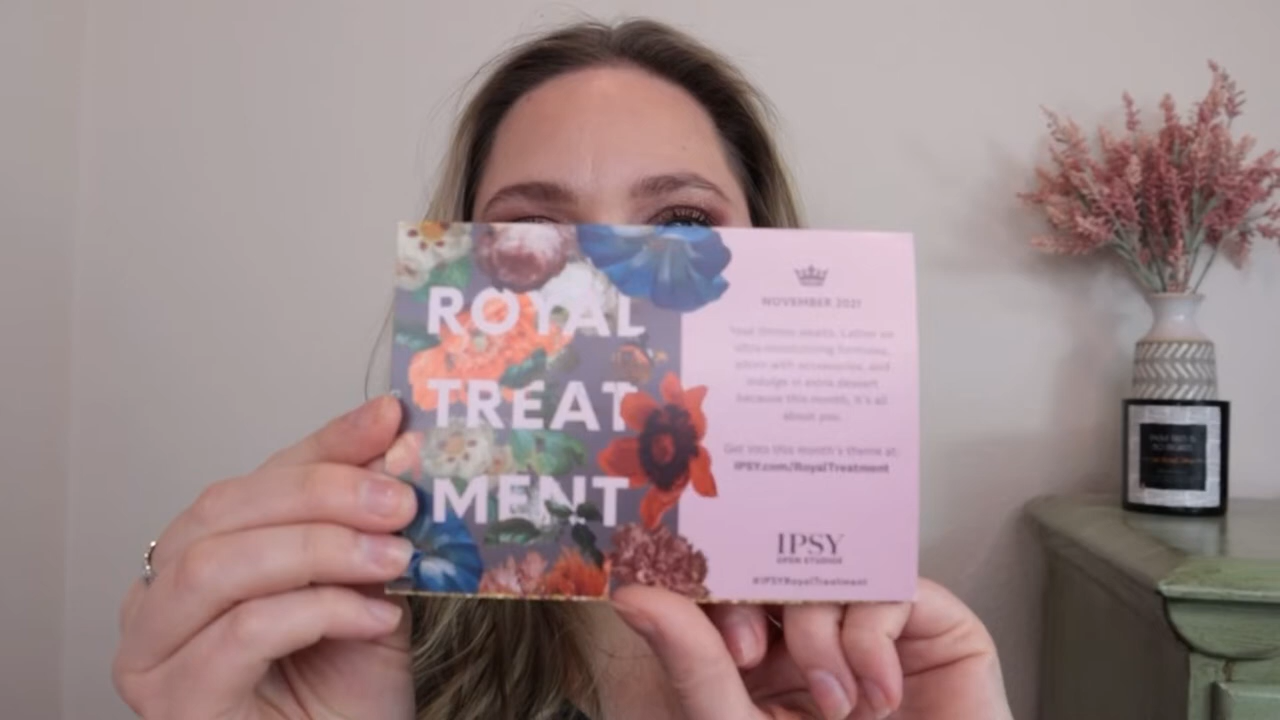 ROYAL
TREAT
MENT
NOVEMBER 2021
Your throne awaits. Lather on
ultra-moisturizing formulas,
adorn with accessories, and
indulge in extra dessert
because this month, it's all
about you.
Get into this month's theme at:
IPSY.com/RoyalTreatment
IPSY
OPEN STUDIOS
#IPSYRoyalTreatment